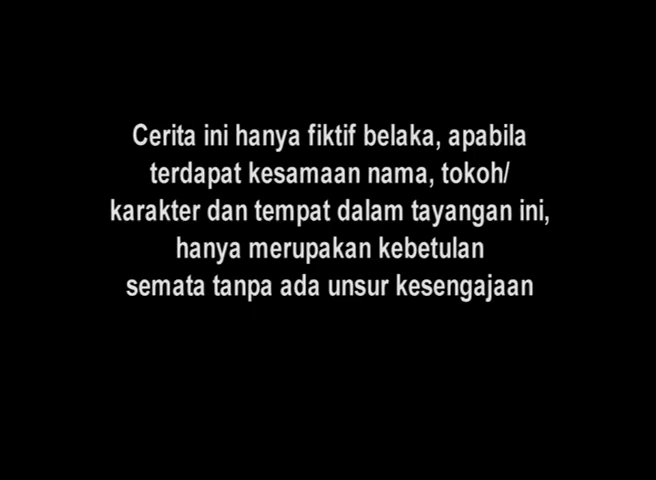 Cerita ini hanya fiktif belaka, apabila
terdapat kesamaan nama, tokoh/
karakter dan tempat dalam tayangan ini,
hanya merupakan kebetulan
semata tanpa ada unsur kesengajaan